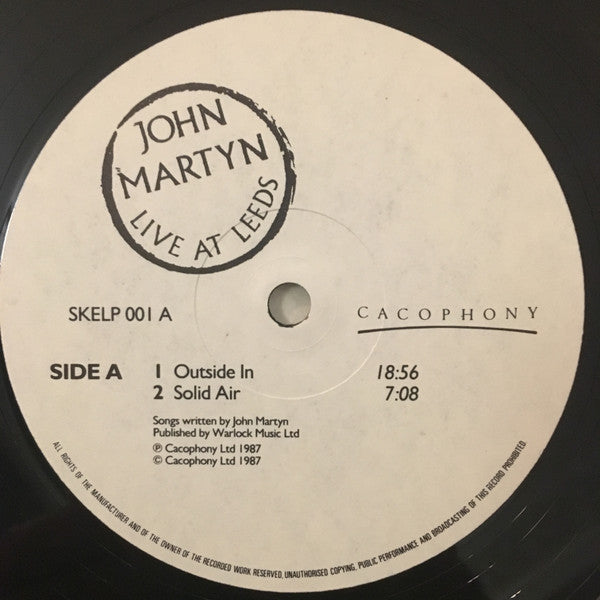 JOHN
MARTYN
LIVE AT LEEDS
SKELP 001 A
CACOPHONY
SIDE A 1 Outside In 18:56
2 Solid Air 7:08
Songs written by John Martyn
Published by Warlock Music Ltd
℗ Cacophony Ltd 1987
© Cacophony Ltd 1987
ALL RIGHTS OF THE MANUFACTURER AND OF THE OWNER OF THE RECORDED WORK RESERVED, UNAUTHORISED COPYING, PUBLIC PERFORMANCE AND BROADCASTING OF THIS RECORD PROHIBITED.